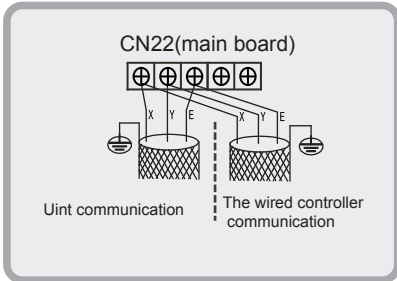 CN22(main board)
X Y E X Y E
Uint communication
The wired controller
communication